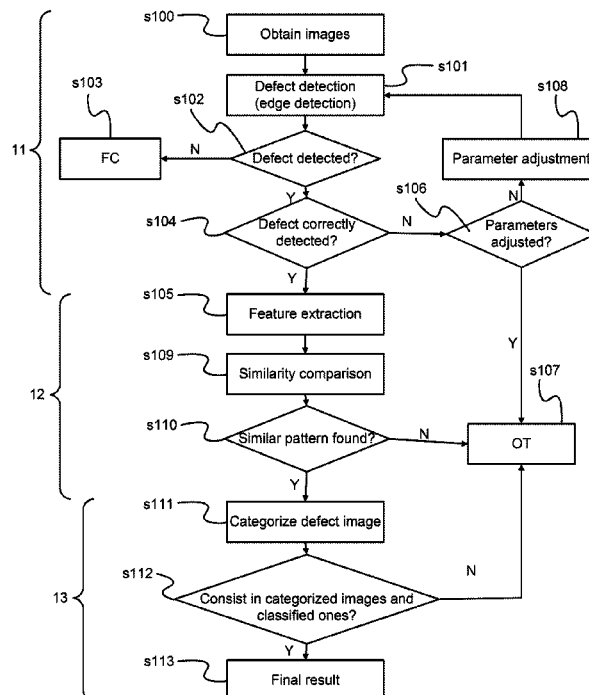 s100
Obtain images
s101
Defect detection
(edge detection)
s103
s102
s108
FC
N
Defect detected?
Parameter adjustment
11
Y
s106
N
s104
Defect correctly
detected?
N
Parameters
adjusted?
Y
s105
Feature extraction
Y
s109
Similarity comparison
s107
12
s110
Similar pattern found?
N
OT
Y
s111
Categorize defect image
s112
N
13
Consist in categorized images and
classified ones?
Y
s113
Final result